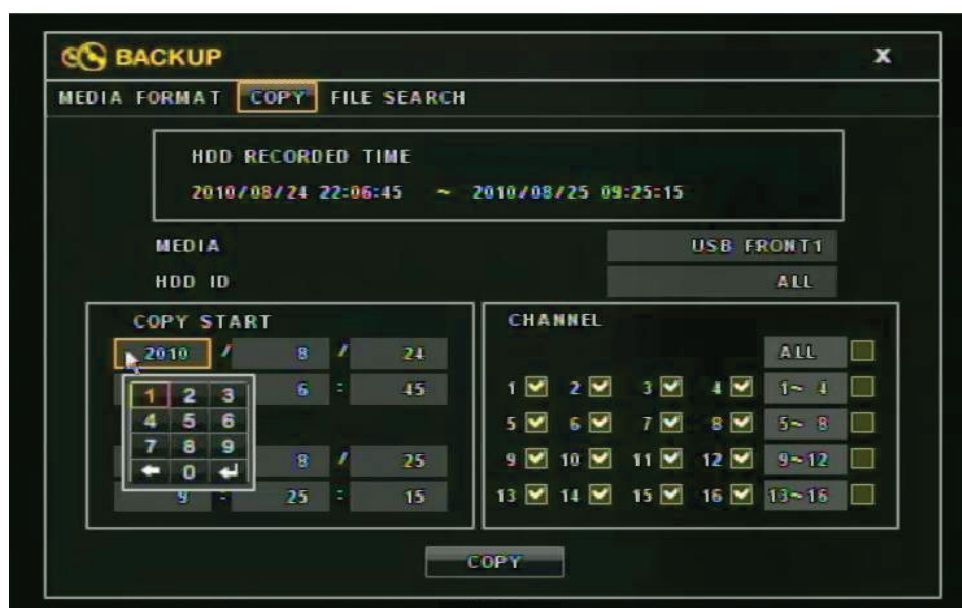 BACKUP X
MEDIA FORMAT COPY FILE SEARCH
HDD RECORDED TIME
2010/08/24 22:06:45 ~ 2010/08/25 09:25:15
MEDIA USB FRONT1
HDD ID ALL
COPY START
2010 / 8 / 24
6 : 45
1 2 3
4 5 6
7 8 9
0
8 / 25
9 : 25 : 15
CHANNEL
ALL
1 2 3 4 1~ 4
5 6 7 8 5~ 8
9 10 11 12 9~12
13 14 15 16 13~16
COPY